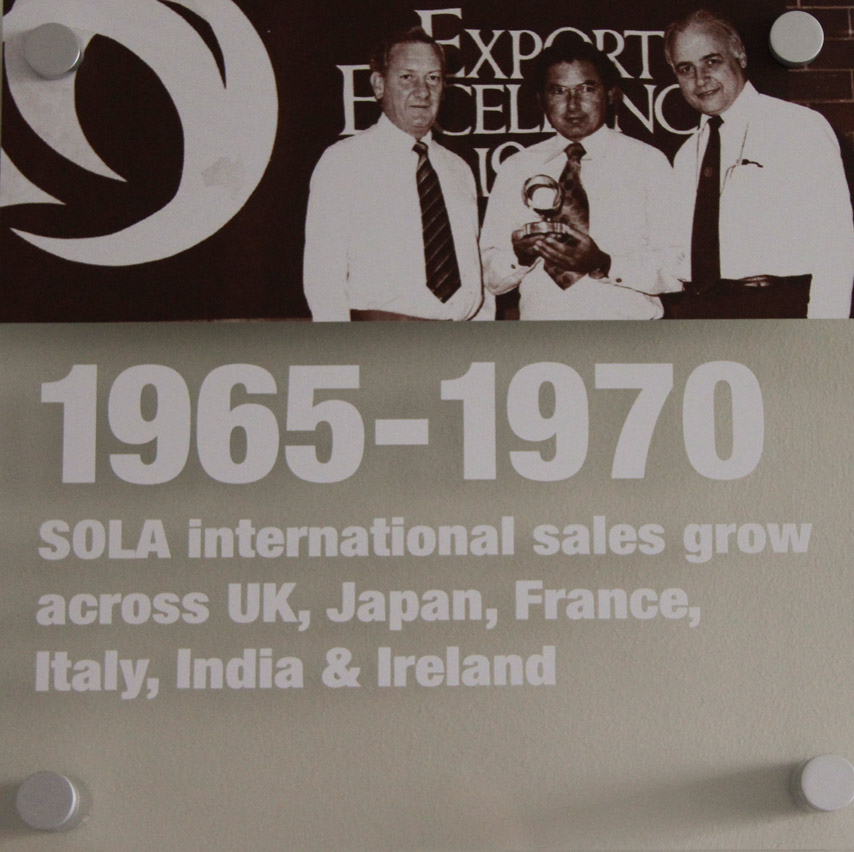 EXPORT
1965-1970
SOLA international sales grow
across UK, Japan, France,
Italy, India & Ireland